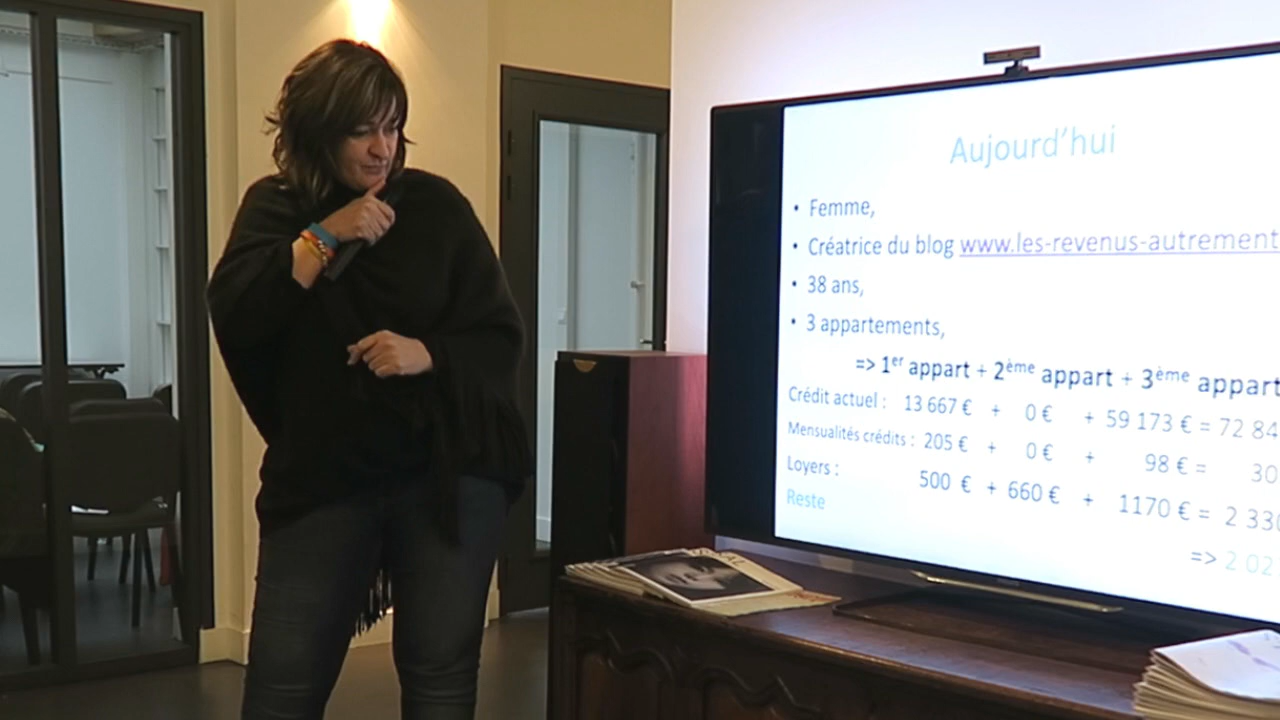 Aujourd'hui
• Femme,
• Créatrice du blog www.les-revenus-autrement
• 38 ans,
• 3 appartements,
=> 1er appart + 2ème appart + 3ème appart
Crédit actuel : 13 667 € + 0 € + 59 173 € = 72 84
Mensualités crédits : 205 € + 0 € + 98 € = 30
Loyers : 500 € + 660 € + 1170 € = 2 330
Reste
=> 2 02